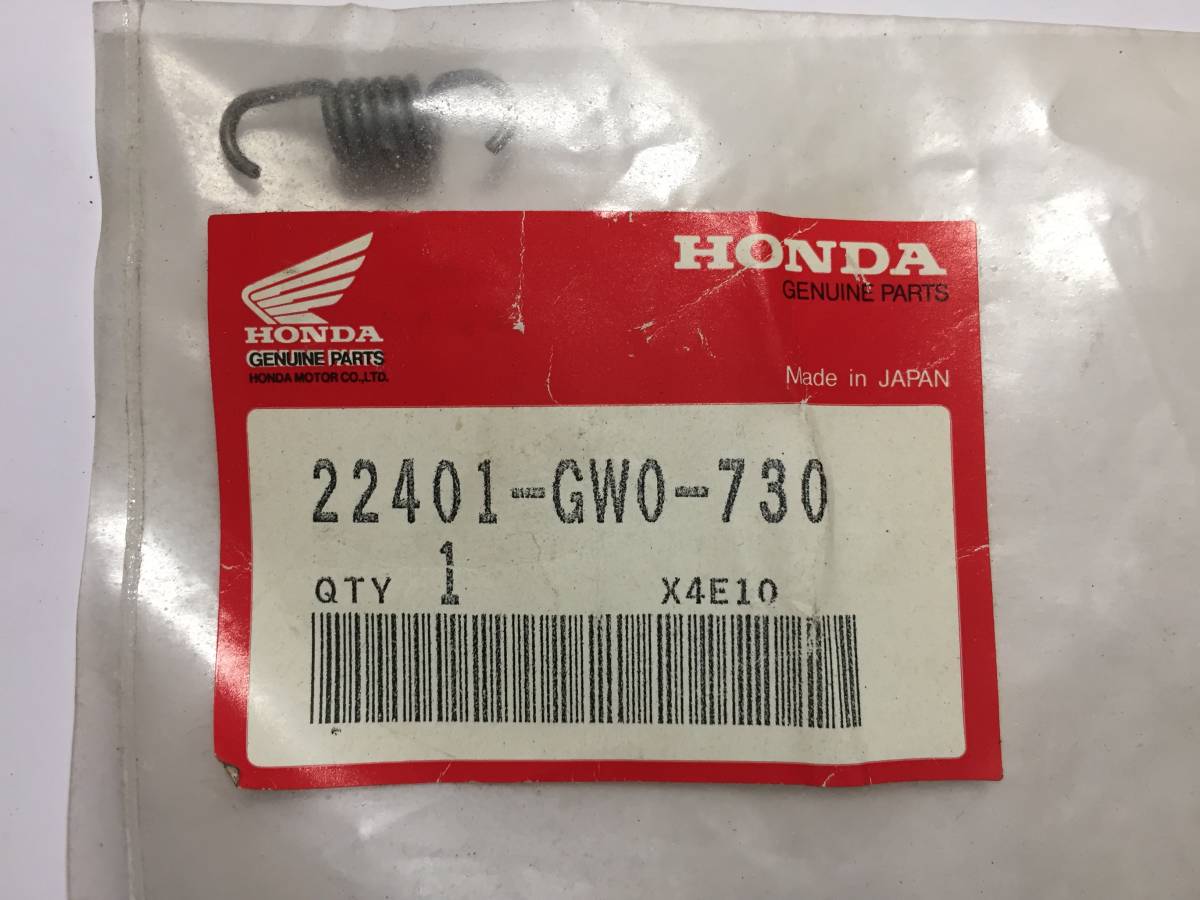 HONDA
GENUINE PARTS
HONDA
GENUINE PARTS
HONDA MOTOR CO.,LTD.
Made in JAPAN
22401-GW0-730
QTY 1 X4E10